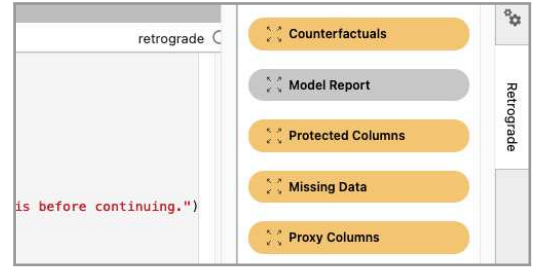 retrograde
is before continuing.")
Counterfactuals
Model Report
Protected Columns
Missing Data
Proxy Columns
Retrograde